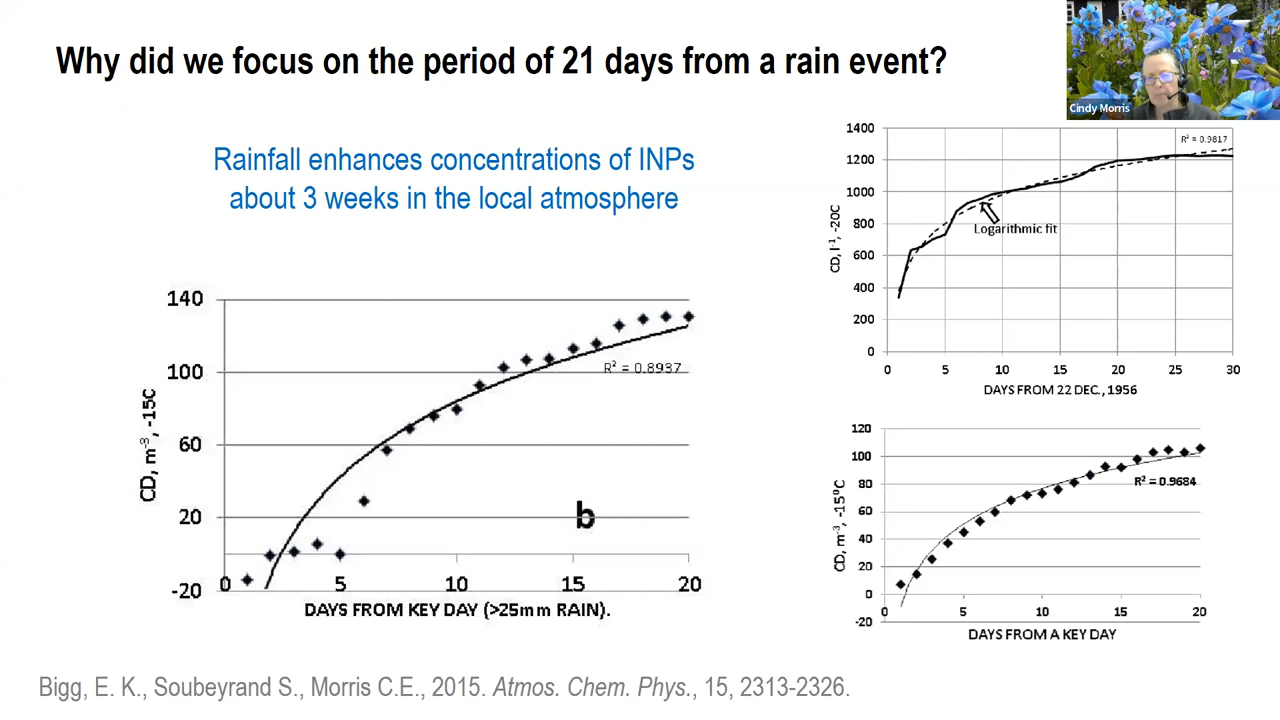 Why did we focus on the period of 21 days from a rain event?
Cindy Morris
Rainfall enhances concentrations of INPs
about 3 weeks in the local atmosphere
1400
1200
1000
800
600
400
200
0
CD, l⁻¹, -20C
R² = 0.9817
Logarithmic fit
0 5 10 15 20 25 30
DAYS FROM 22 DEC., 1956
140
100
60
20
-20
CD, m⁻³, -15C
R² = 0.8937
b
0 5 10 15 20
DAYS FROM KEY DAY (>25mm RAIN).
120
100
80
60
40
20
0
-20
CD, m⁻³, -15⁰C
R² = 0.9684
0 5 10 15 20
DAYS FROM A KEY DAY
Bigg, E. K., Soubeyrand S., Morris C.E., 2015. Atmos. Chem. Phys., 15, 2313-2326.